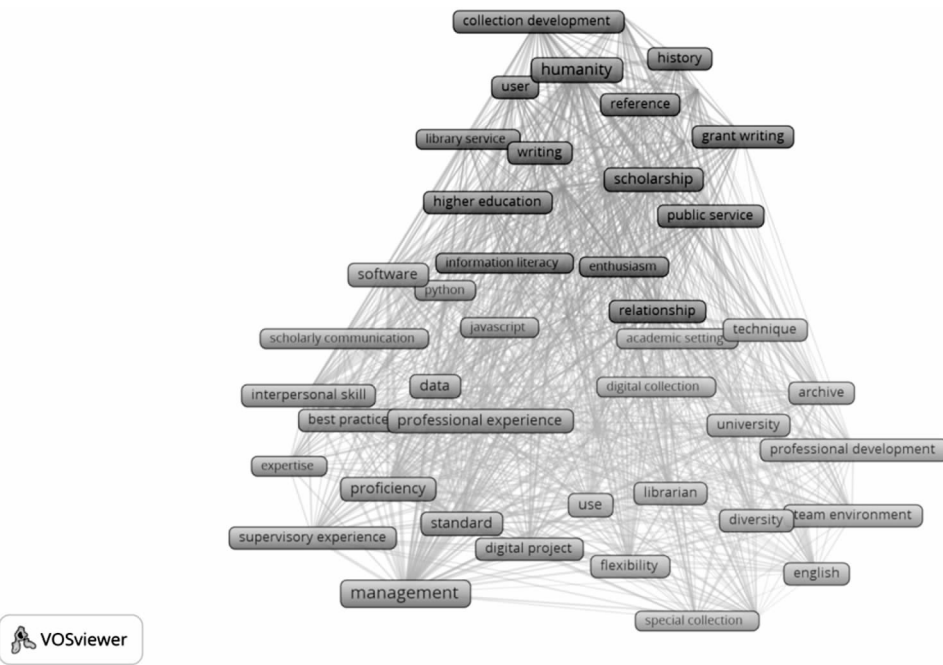 collection development
history
humanity
user
reference
library service
grant writing
writing
scholarship
higher education
public service
information literacy
enthusiasm
software
python
relationship
javascript
technique
scholarly communication
academic setting
data
digital collection
archive
interpersonal skill
best practice
professional experience
university
professional development
expertise
proficiency
librarian
use
standard
diversity
team environment
supervisory experience
digital project
flexibility
english
management
special collection
VOSviewer